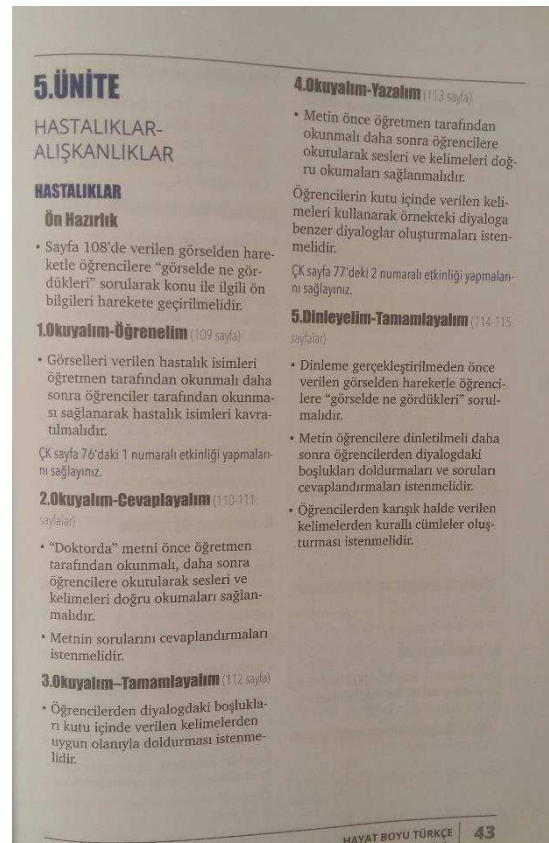 5.ÜNİTE
HASTALIKLAR-
ALIŞKANLIKLAR
HASTALIKLAR
Ön Hazırlık
• Sayfa 108'de verilen görselden hare-
ketle öğrencilere “görselde ne gör-
dükleri” sorularak konu ile ilgili ön
bilgileri harekete geçirilmelidir.
1.Okuyalım-Öğrenelim (109 sayfa)
• Görselleri verilen hastalık isimleri
öğretmen tarafından okunmalı daha
sonra öğrenciler tarafından okunma-
sı sağlanarak hastalık isimleri kavra-
tılmalıdır.
ÇK sayfa 76'daki 1 numaralı etkinliği yapmaları-
nı sağlayınız.
2.Okuyalım-Cevaplayalım (110-111
sayfalar)
• “Doktorda” metni önce öğretmen
tarafından okunmalı, daha sonra
öğrencilere okutularak sesleri ve
kelimeleri doğru okumaları sağlan-
malıdır.
• Metnin sorularını cevaplandırmaları
istenmelidir.
3.Okuyalım–Tamamlayalım (112 sayfa)
• Öğrencilerden diyalogdaki boşlukla-
rı kutu içinde verilen kelimelerden
uygun olanıyla doldurması istenme-
lidir.
4.Okuyalım-Yazalım (113 sayfa)
• Metin önce öğretmen tarafından
okunmalı daha sonra öğrencilere
okutularak sesleri ve kelimeleri doğ-
ru okumaları sağlanmalıdır.
Öğrencilerin kutu içinde verilen keli-
meleri kullanarak örnekteki diyaloga
benzer diyaloglar oluşturmaları isten-
melidir.
ÇK sayfa 77'deki 2 numaralı etkinliği yapmaları-
nı sağlayınız.
5.Dinleyelim-Tamamlayalım (114-115
sayfalar)
• Dinleme gerçekleştirilmeden önce
verilen görselden hareketle öğrenci-
lere “görselde ne gördükleri” sorul-
malıdır.
• Metin öğrencilere dinletilmeli daha
sonra öğrencilerden diyalogdaki
boşlukları doldurmaları ve soruları
cevaplandırmaları istenmelidir.
• Öğrencilerden karışık halde verilen
kelimelerden kurallı cümleler oluş-
turması istenmelidir.
HAYAT BOYU TÜRKÇE 43